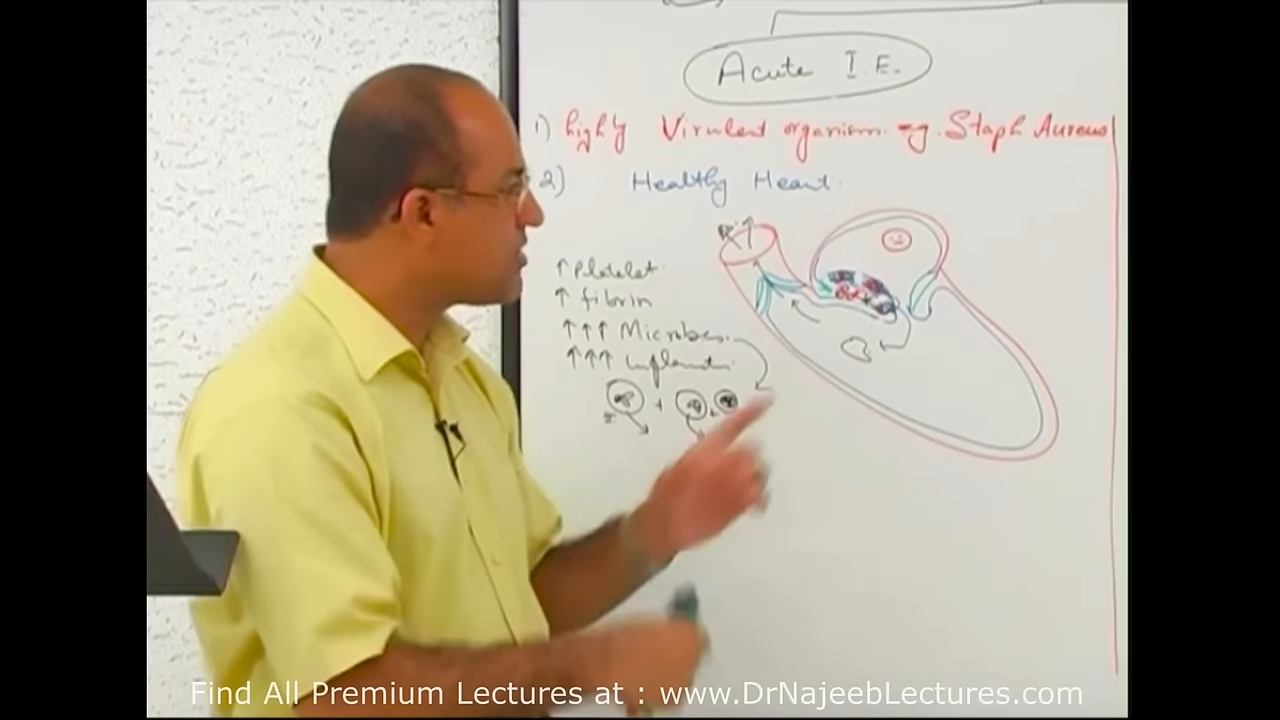 Acute I.E.
1) highly Virulent organism eg. Staph Aureus
2) Healthy Heart.
↑ Platelet
↑ fibrin
↑↑↑ Microbes
↑↑↑
Find All Premium Lectures at : www.DrNajeebLectures.com